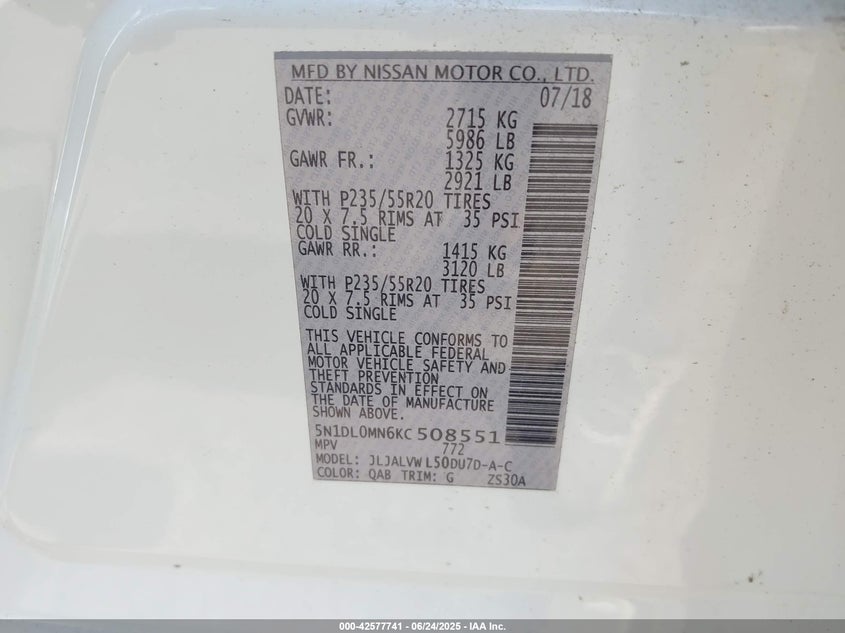 MFD BY NISSAN MOTOR CO., LTD.
DATE: 07/18
GVWR: 2715 KG
5986 LB
GAWR FR.: 1325 KG
2921 LB
WITH P235/55R20 TIRES
20 X 7.5 RIMS AT 35 PSI
COLD SINGLE
GAWR RR.: 1415 KG
3120 LB
WITH P235/55R20 TIRES
20 X 7.5 RIMS AT 35 PSI
COLD SINGLE
THIS VEHICLE CONFORMS TO
ALL APPLICABLE FEDERAL
MOTOR VEHICLE SAFETY AND
THEFT PREVENTION
STANDARDS IN EFFECT ON
THE DATE OF MANUFACTURE
SHOWN ABOVE.
5N1DL0MN6KC508551
MPV 772
MODEL: JLJALVWL50DU7D-A-C
COLOR: QAB TRIM: G ZS30A
000-42577741 / 06/24/2025 - IAA Inc.